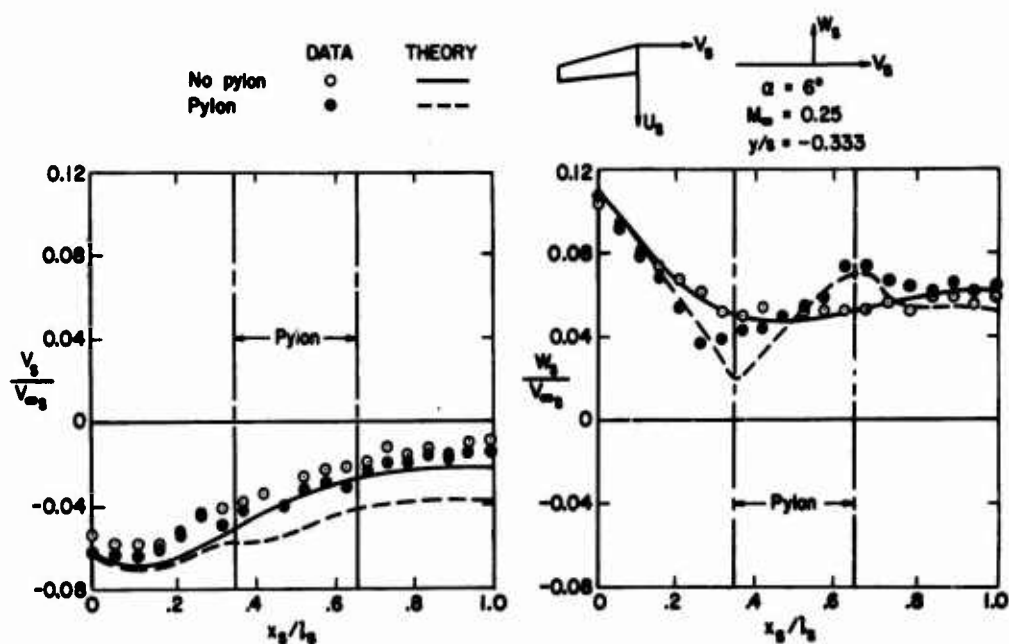 DATA THEORY
No pylon
Pylon
V_s
W_s
V_s
U_s
α = 6°
M_∞ = 0.25
y/s = -0.333
0.12
0.08
0.04
0
-0.04
-0.08
V_s
V_∞s
Pylon
0 .2 .4 .6 .8 1.0
x_s/l_s
0.12
0.08
0.04
0
-0.04
-0.08
W_s
V_∞s
Pylon
0 .2 .4 .6 .8 1.0
x_s/l_s